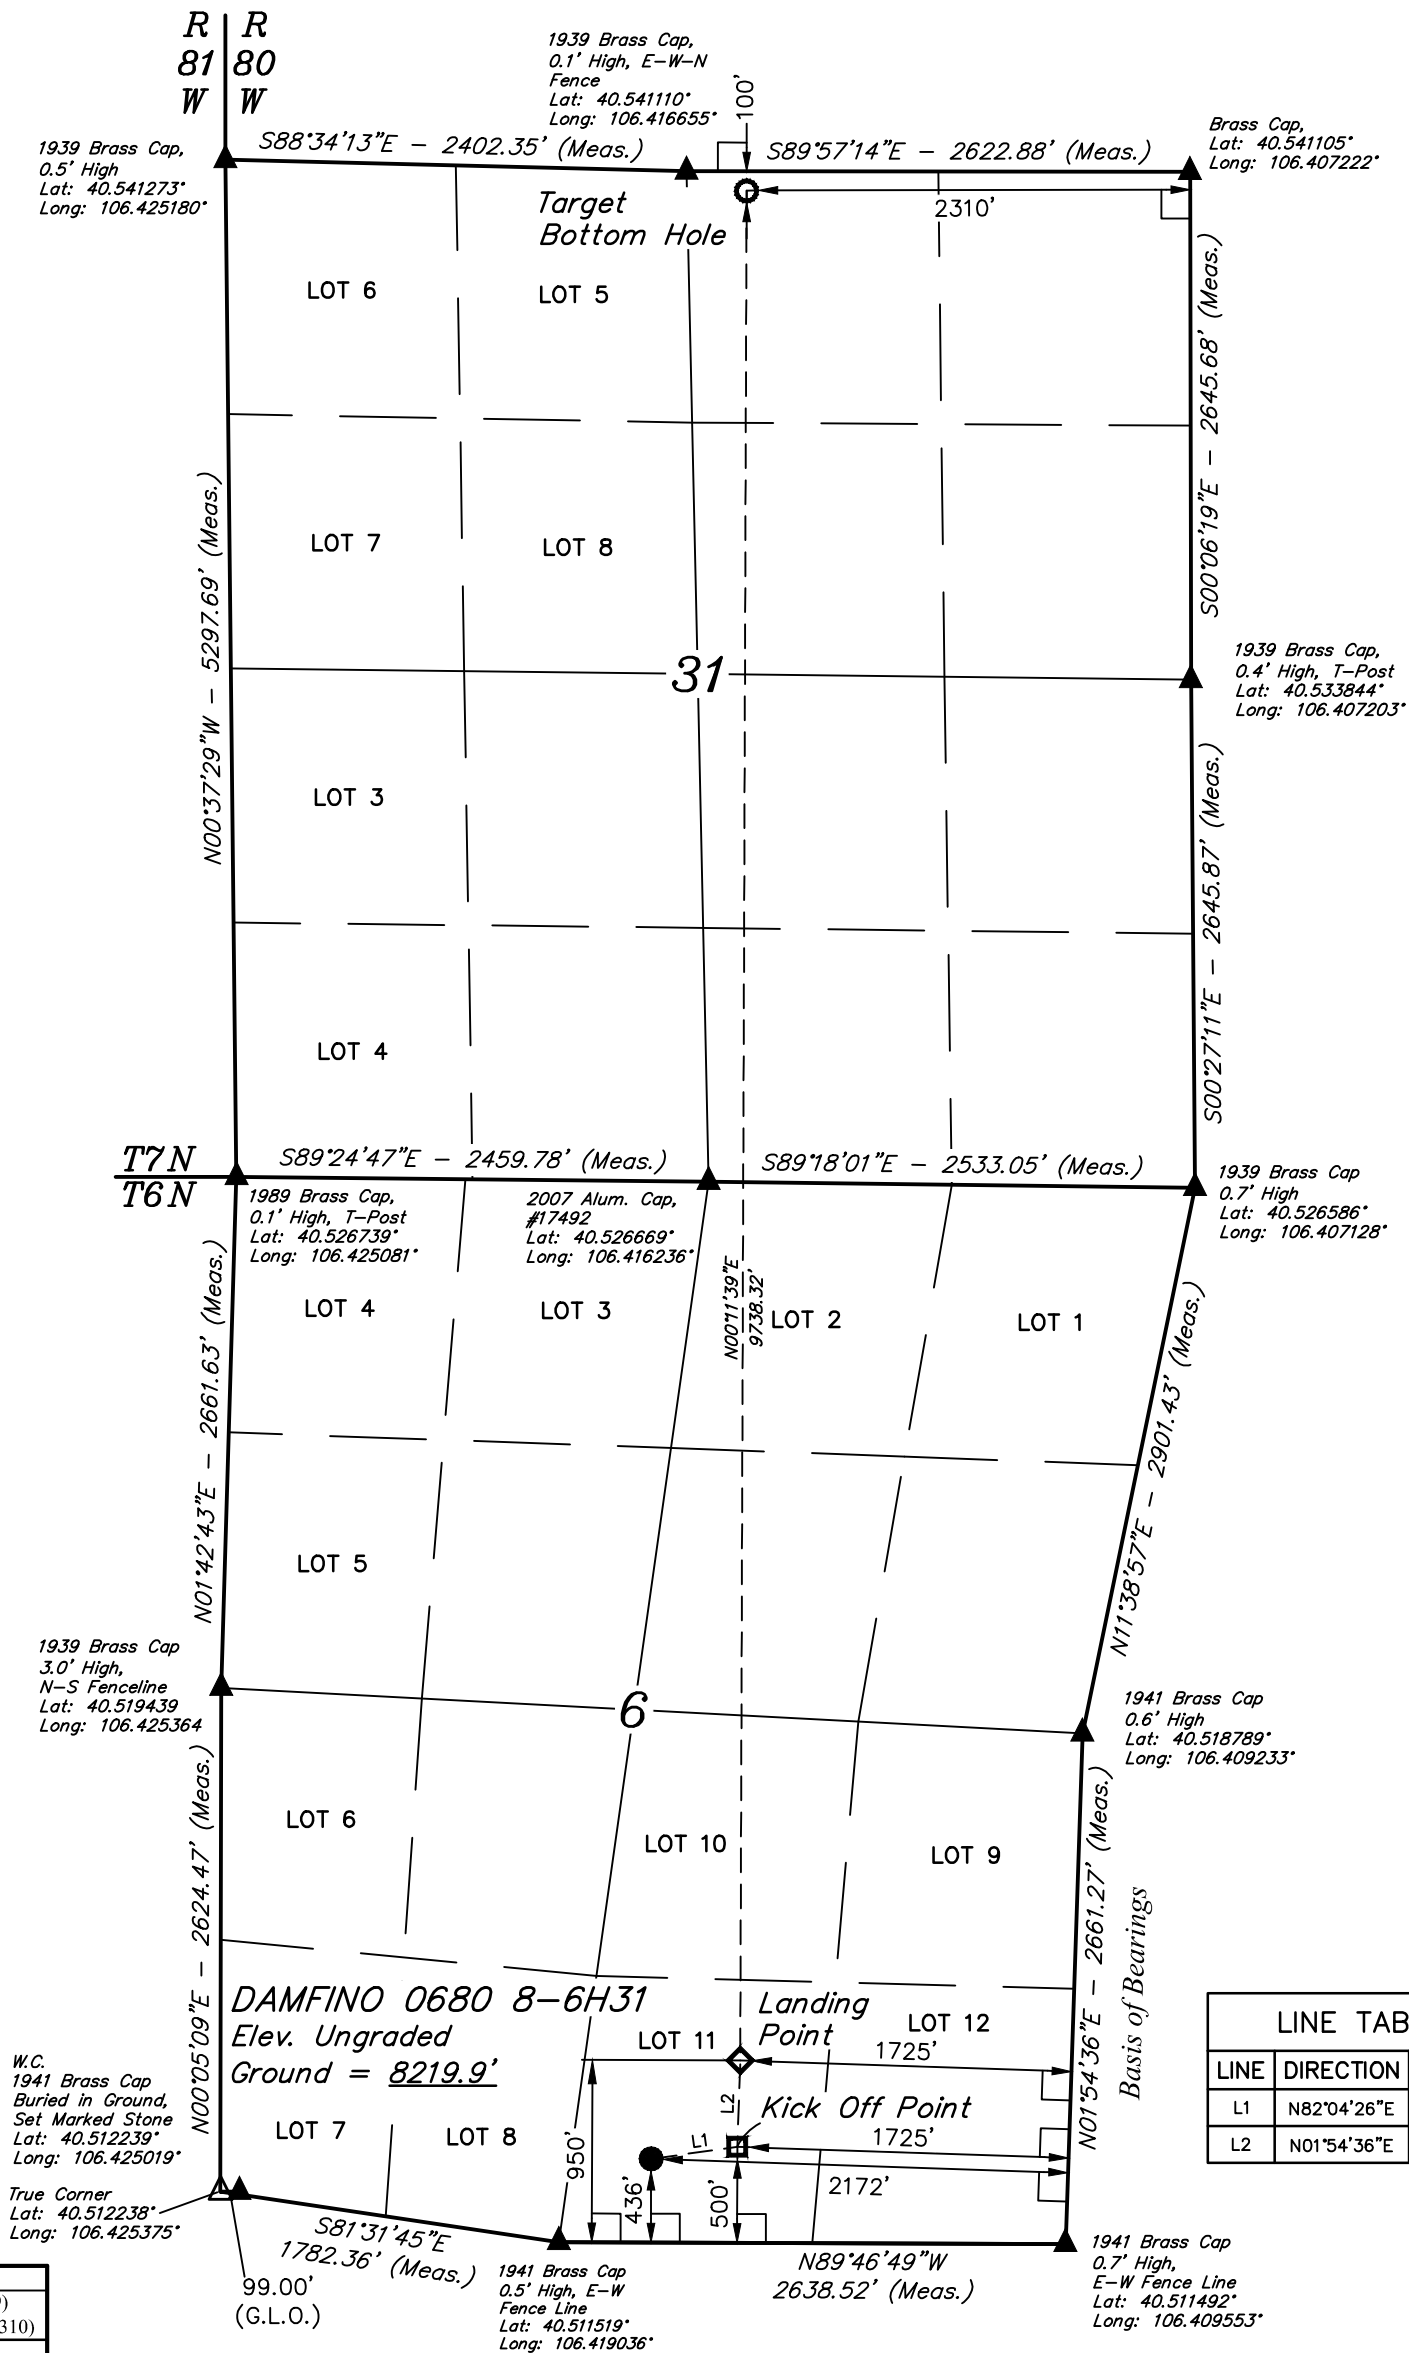 R R
81 80
W W
1939 Brass Cap,
0.1' High, E-W-N
Fence
Lat: 40.541110°
Long: 106.416655°
100'
Brass Cap,
Lat: 40.541105°
Long: 106.407222°
1939 Brass Cap,
0.5' High
Lat: 40.541273°
Long: 106.425180°
S88°34'13"E - 2402.35' (Meas.)
S89°57'14"E - 2622.88' (Meas.)
Target
Bottom Hole
2310'
LOT 6
LOT 5
S00°06'19"E - 2645.68' (Meas.)
N00°37'29"W - 5297.69' (Meas.)
LOT 7
LOT 8
31
1939 Brass Cap,
0.4' High, T-Post
Lat: 40.533844°
Long: 106.407203°
LOT 3
S00°27'11"E - 2645.87' (Meas.)
LOT 4
T7N
T6N
S89°24'47"E - 2459.78' (Meas.)
S89°18'01"E - 2533.05' (Meas.)
1989 Brass Cap,
0.1' High, T-Post
Lat: 40.526739°
Long: 106.425081°
2007 Alum. Cap,
#17492
Lat: 40.526669°
Long: 106.416236°
1939 Brass Cap
0.7' High
Lat: 40.526586°
Long: 106.407128°
N00°11'39"E
9738.32'
LOT 4
LOT 3
LOT 2
LOT 1
N01°42'43"E - 2661.63' (Meas.)
N11°38'57"E - 2901.43' (Meas.)
LOT 5
1939 Brass Cap
3.0' High,
N-S Fenceline
Lat: 40.519439
Long: 106.425364
6
1941 Brass Cap
0.6' High
Lat: 40.518789°
Long: 106.409233°
LOT 6
LOT 10
LOT 9
N00°05'09"E - 2624.47' (Meas.)
N01°54'36"E - 2661.27' (Meas.)
Basis of Bearings
DAMFINO 0680 8-6H31
Elev. Ungraded
Ground = 8219.9'
LOT 11
Landing
Point
LOT 12
1725'
LINE TAB
LINE DIRECTION
L1 N82°04'26"E
L2 N01°54'36"E
W.C.
1941 Brass Cap
Buried in Ground,
Set Marked Stone
Lat: 40.512239°
Long: 106.425019°
LOT 7
LOT 8
L2
Kick Off Point
L1
1725'
2172'
950'
436'
500'
True Corner
Lat: 40.512238°
Long: 106.425375°
S81°31'45"E
1782.36' (Meas.)
99.00'
(G.L.O.)
1941 Brass Cap
0.5' High, E-W
Fence Line
Lat: 40.511519°
Long: 106.419036°
N89°46'49"W
2638.52' (Meas.)
1941 Brass Cap
0.7' High,
E-W Fence Line
Lat: 40.511492°
Long: 106.409553°
310)